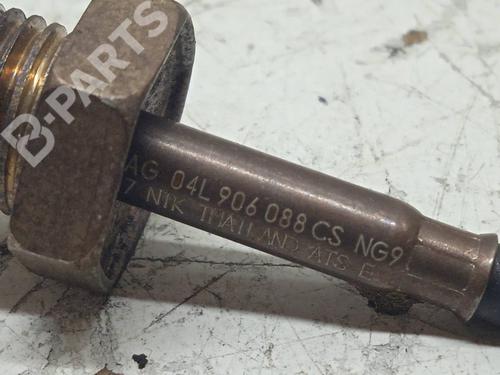 B-PARTS
AG 04L 906 088 CS NG9
7 NTK THAILAND ATS E